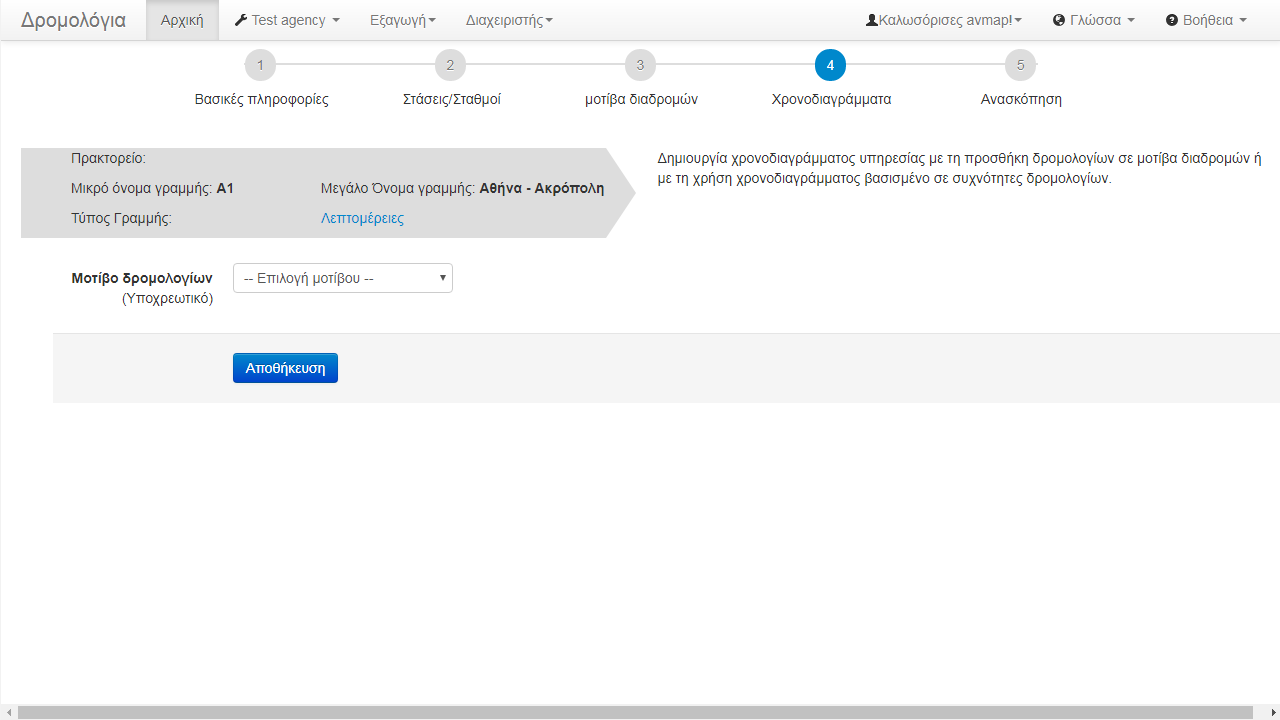 Δρομολόγια Αρχική Test agency Εξαγωγή Διαχειριστής Καλωσόρισες avmap! Γλώσσα Βοήθεια
1 2 3 4 5
Βασικές πληροφορίες Στάσεις/Σταθμοί μοτίβα διαδρομών Χρονοδιαγράμματα Ανασκόπηση
Πρακτορείο:
Μικρό όνομα γραμμής: A1 Μεγάλο Όνομα γραμμής: Αθήνα - Ακρόπολη
Τύπος Γραμμής: Λεπτομέρειες
Δημιουργία χρονοδιαγράμματος υπηρεσίας με τη προσθήκη δρομολογίων σε μοτίβα διαδρομών ή
με τη χρήση χρονοδιαγράμματος βασισμένο σε συχνότητες δρομολογίων.
Μοτίβο δρομολογίων -- Επιλογή μοτίβου --
(Υποχρεωτικό)
Αποθήκευση